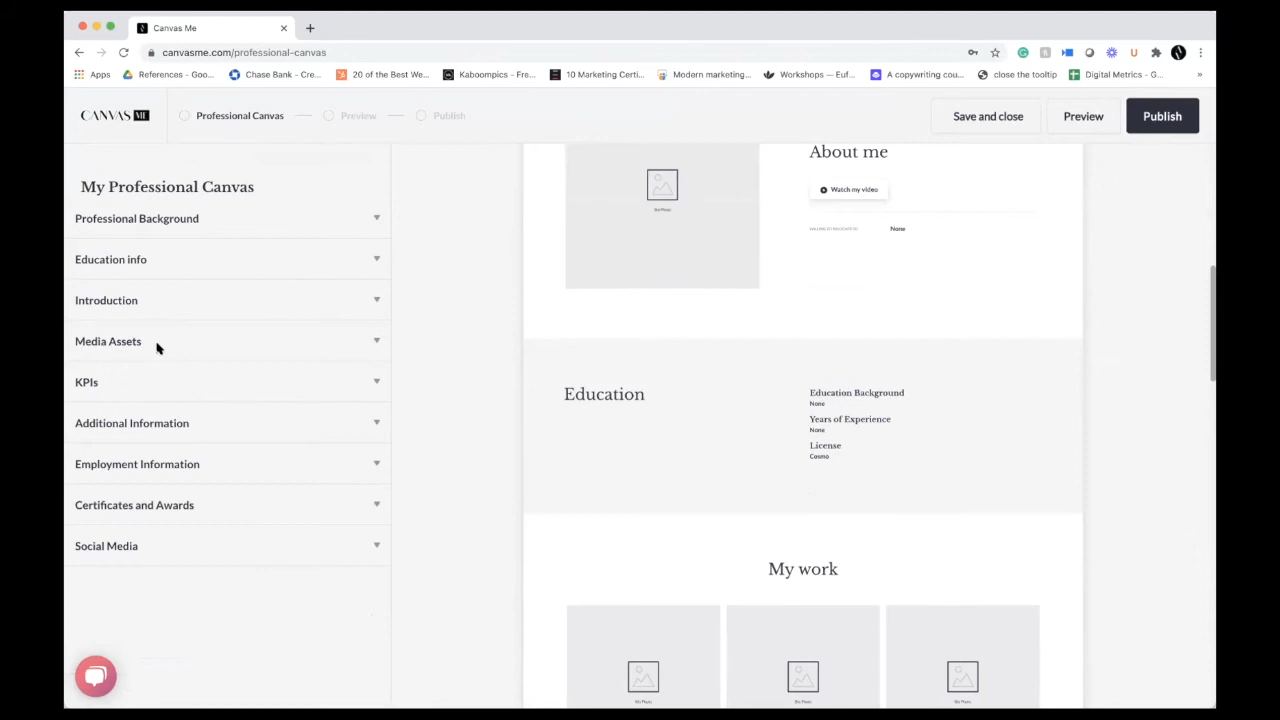 Canvas Me
canvasme.com/professional-canvas
Apps
References - Goo...
Chase Bank - Cre...
20 of the Best We...
Kaboompics - Fre...
10 Marketing Certi...
Modern marketing...
Workshops — Euf...
A copywriting cou...
close the tooltip
Digital Metrics - G...
»
CANVAS ME
Professional Canvas
Preview
Publish
Save and close
Preview
Publish
My Professional Canvas
Professional Background
Education info
Introduction
Media Assets
KPIs
Additional Information
Employment Information
Certificates and Awards
Social Media
About me
Watch my video
WILLING TO RELOCATE TO
None
Education
Education Background
None
Years of Experience
None
License
Cosmo
My work